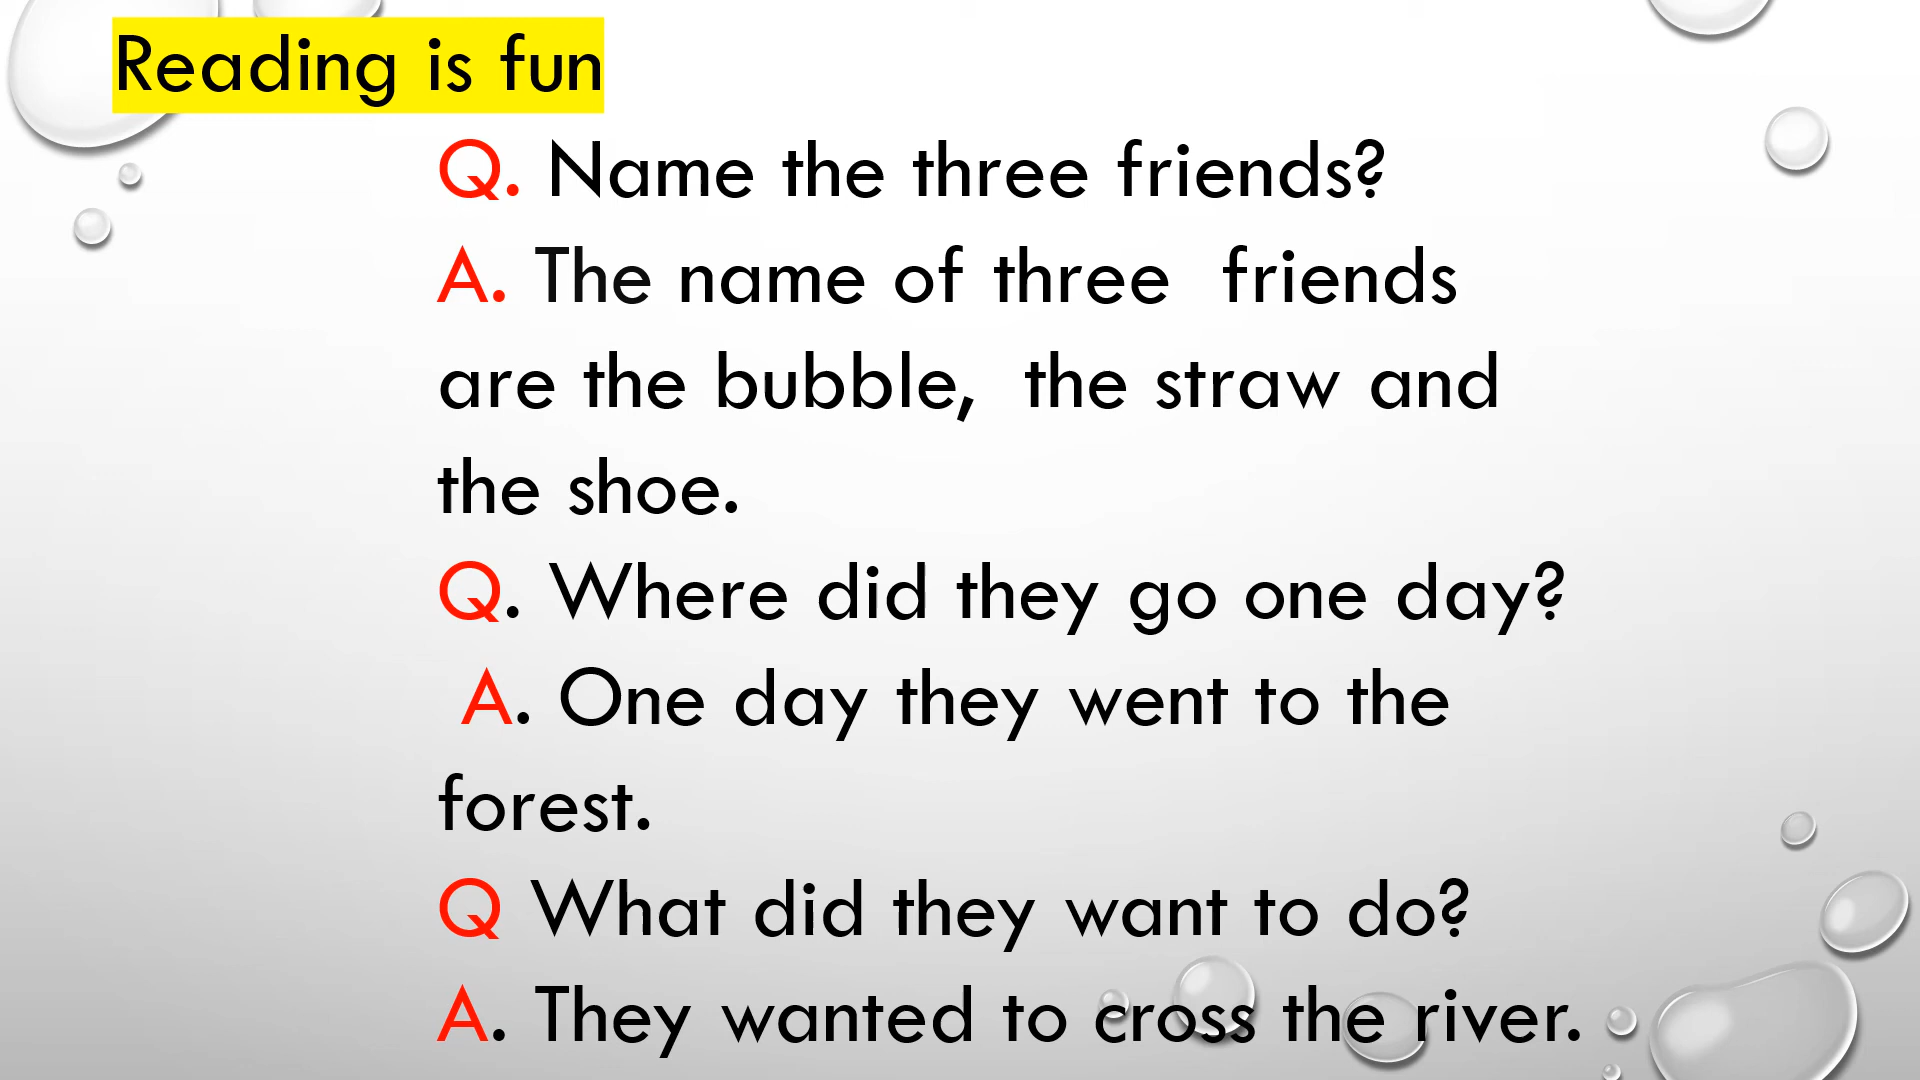 Reading is fun
Q. Name the three friends?
A. The name of three  friends
are the bubble,  the straw and
the shoe.
Q. Where did they go one day?
A. One day they went to the
forest.
Q What did they want to do?
A. They wanted to cross the river.